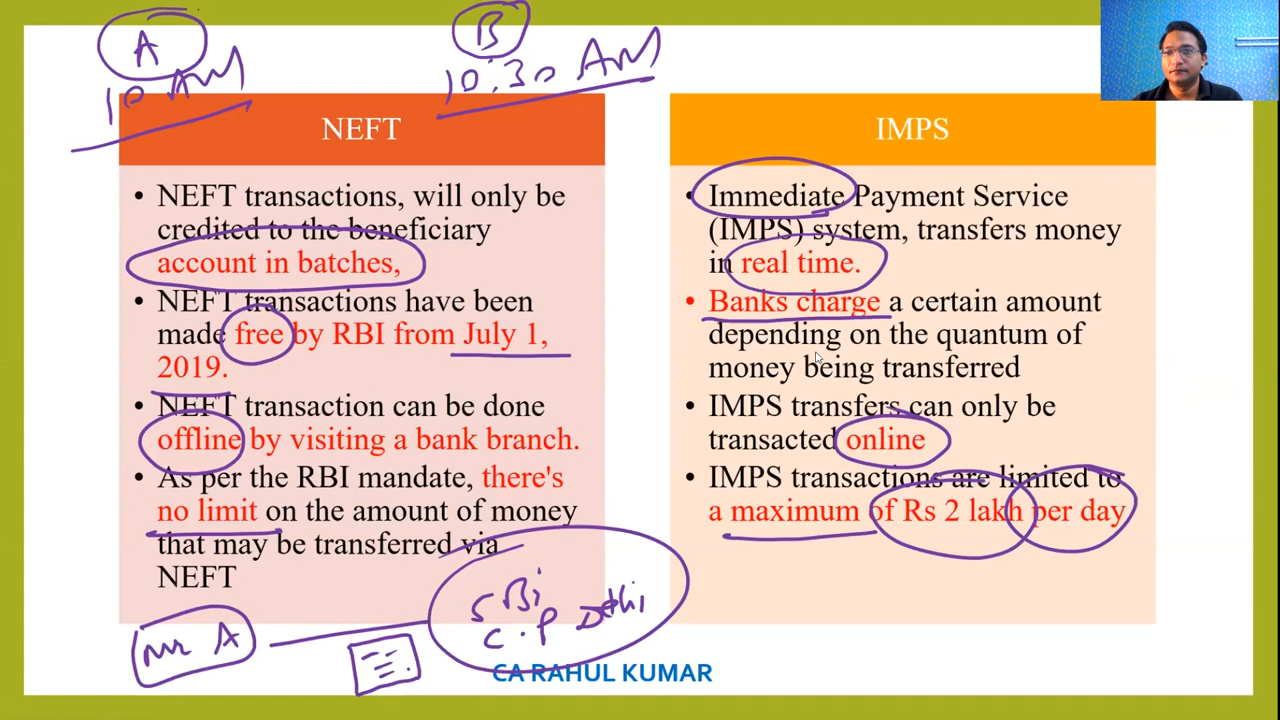 A
10 AM
B
10:30 AM
NEFT
• NEFT transactions, will only be
credited to the beneficiary
account in batches,
• NEFT transactions have been
made free by RBI from July 1,
2019.
• NEFT transaction can be done
offline by visiting a bank branch.
• As per the RBI mandate, there's
no limit on the amount of money
that may be transferred via
NEFT
IMPS
• Immediate Payment Service
(IMPS) system, transfers money
in real time.
• Banks charge a certain amount
depending on the quantum of
money being transferred
• IMPS transfers can only be
transacted online
• IMPS transactions are limited to
a maximum of Rs 2 lakh per day
Mr A
SBi
C.P Delhi
CA RAHUL KUMAR